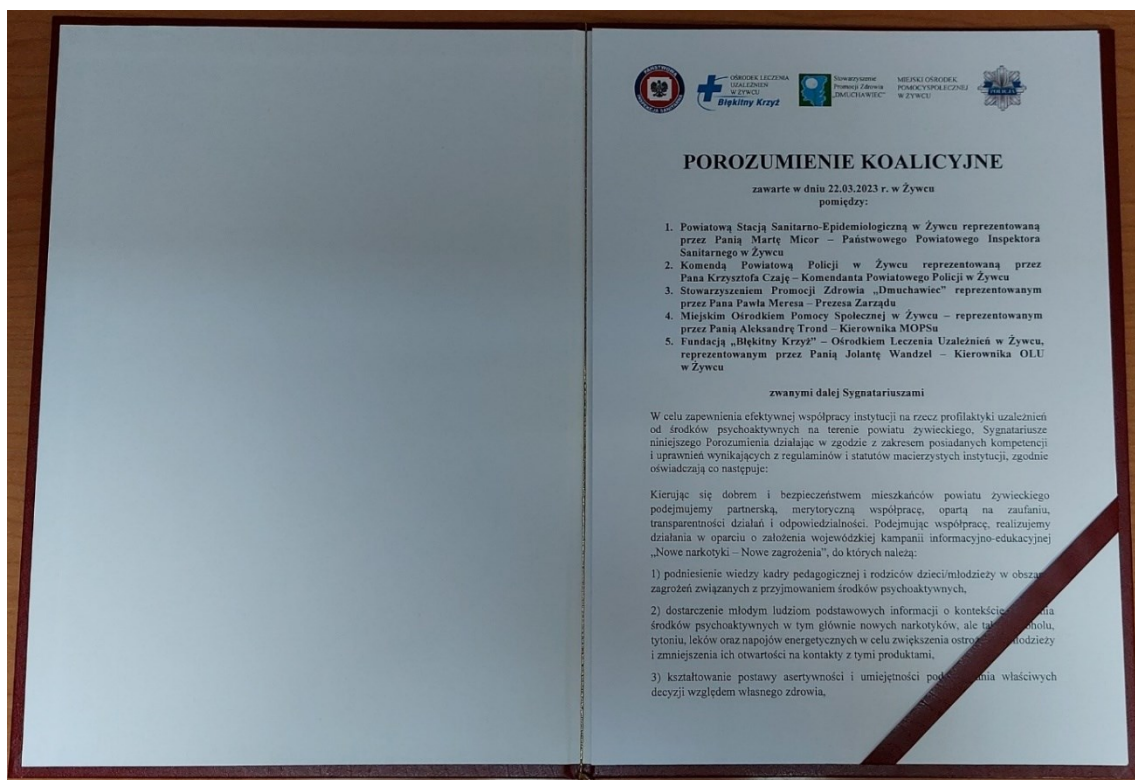 PAŃSTWOWA
INSPEKCJA SANITARNA
OŚRODEK LECZENIA
UZALEŻNIEŃ
W ŻYWCU
Błękitny Krzyż
Stowarzyszenie
Promocji Zdrowia
„DMUCHAWIEC”
MIEJSKI OŚRODEK
POMOCYSPOŁECZNEJ
W ŻYWCU
POLICJA
POROZUMIENIE KOALICYJNE
zawarte w dniu 22.03.2023 r. w Żywcu
pomiędzy:
1. Powiatową Stacją Sanitarno-Epidemiologiczną w Żywcu reprezentowaną
przez Panią Martę Micor – Państwowego Powiatowego Inspektora
Sanitarnego w Żywcu
2. Komendą Powiatową Policji w Żywcu reprezentowaną przez
Pana Krzysztofa Czaję – Komendanta Powiatowego Policji w Żywcu
3. Stowarzyszeniem Promocji Zdrowia „Dmuchawiec” reprezentowanym
przez Pana Pawła Meresa – Prezesa Zarządu
4. Miejskim Ośrodkiem Pomocy Społecznej w Żywcu – reprezentowanym
przez Panią Aleksandrę Trond – Kierownika MOPSu
5. Fundacją „Błękitny Krzyż” – Ośrodkiem Leczenia Uzależnień w Żywcu,
reprezentowanym przez Panią Jolantę Wandzel – Kierownika OLU
w Żywcu
zwanymi dalej Sygnatariuszami
W celu zapewnienia efektywnej współpracy instytucji na rzecz profilaktyki uzależnień
od środków psychoaktywnych na terenie powiatu żywieckiego, Sygnatariusze
niniejszego Porozumienia działając w zgodzie z zakresem posiadanych kompetencji
i uprawnień wynikających z regulaminów i statutów macierzystych instytucji, zgodnie
oświadczają co następuje:
Kierując się dobrem i bezpieczeństwem mieszkańców powiatu żywieckiego
podejmujemy partnerską, merytoryczną współpracę, opartą na zaufaniu,
transparentności działań i odpowiedzialności. Podejmując współpracę, realizujemy
działania w oparciu o założenia wojewódzkiej kampanii informacyjno-edukacyjnej
„Nowe narkotyki – Nowe zagrożenia”, do których należą:
1) podniesienie wiedzy kadry pedagogicznej i rodziców dzieci/młodzieży w
zagrożeń związanych z przyjmowaniem środków psychoaktywnych,
2) dostarczenie młodym ludziom podstawowych informacji o kontekście
środków psychoaktywnych w tym głównie nowych narkotyków, ale
tytoniu, leków oraz napojów energetycznych w celu zwiększenia
i zmniejszenia ich otwartości na kontakty z tymi produktami,
3) kształtowanie postawy asertywności i umiejętności właściwych
decyzji względem własnego zdrowia,